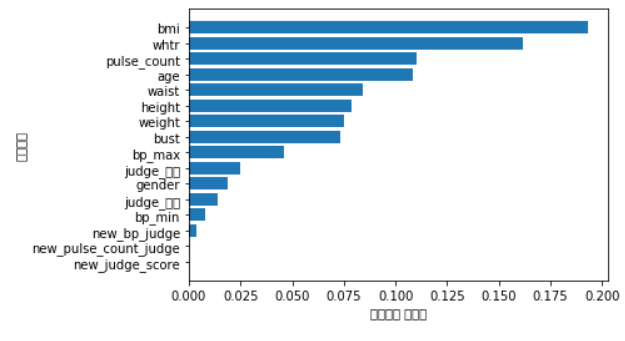 bmi
whtr
pulse_count
age
waist
height
weight
bust
bp_max
judge_
gender
judge_
bp_min
new_bp_judge
new_pulse_count_judge
new_judge_score
0.000 0.025 0.050 0.075 0.100 0.125 0.150 0.175 0.200